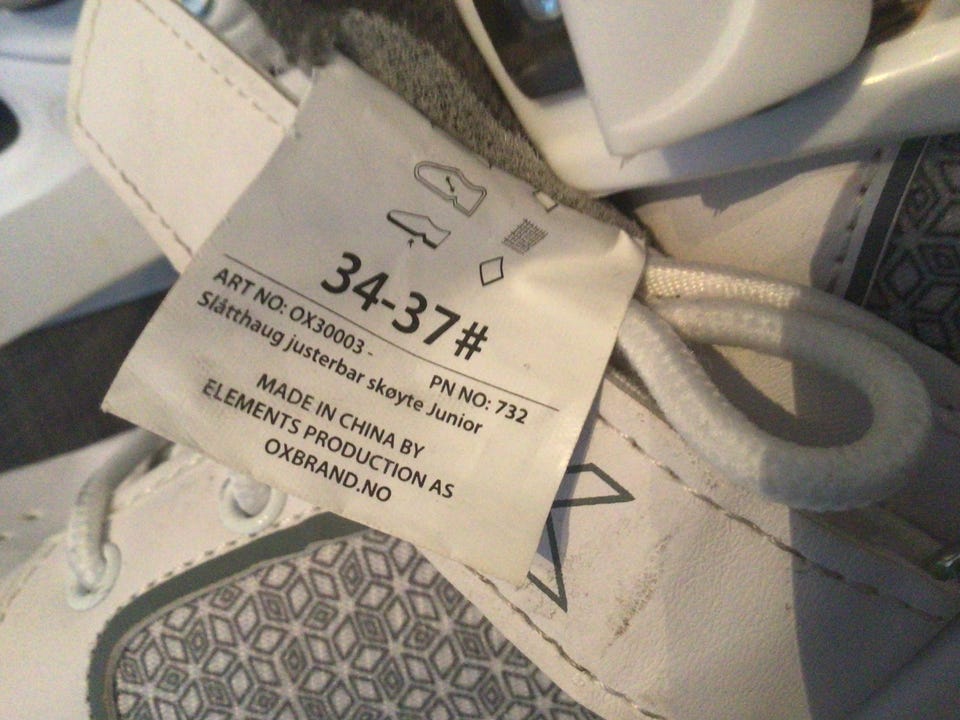 34-37#
ART NO: OX30003 - PN NO: 732
Slåtthaug justerbar skøyte Junior
MADE IN CHINA BY
ELEMENTS PRODUCTION AS
OXBRAND.NO